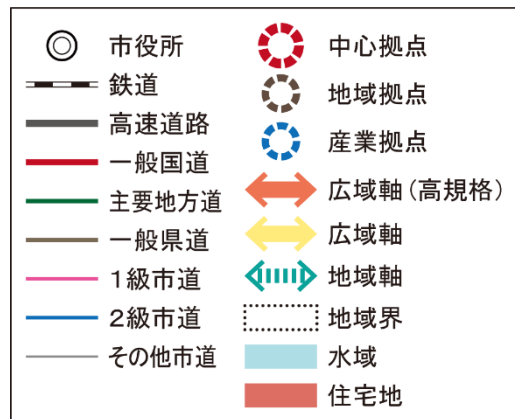 市役所
鉄道
高速道路
一般国道
主要地方道
一般県道
1級市道
2級市道
その他市道
中心拠点
地域拠点
産業拠点
広域軸(高規格)
広域軸
地域軸
地域界
水域
住宅地